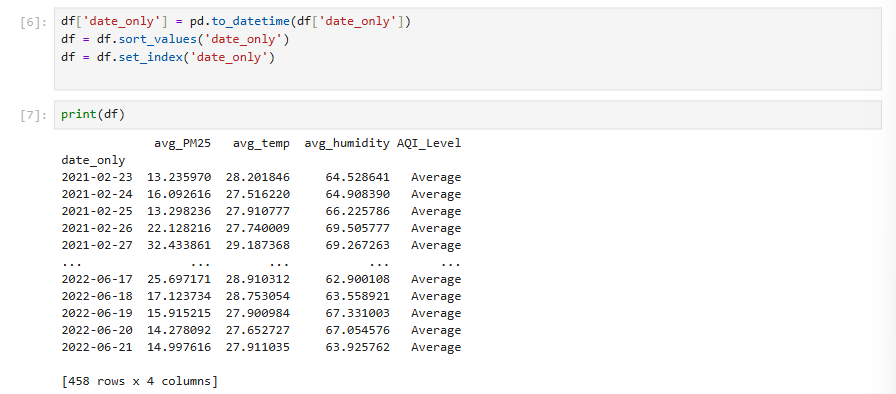 [6]: df['date_only'] = pd.to_datetime(df['date_only'])
df = df.sort_values('date_only')
df = df.set_index('date_only')
[7]: print(df)
avg_PM25 avg_temp avg_humidity AQI_Level
date_only
2021-02-23 13.235970 28.201846 64.528641 Average
2021-02-24 16.092616 27.516220 64.908390 Average
2021-02-25 13.298236 27.910777 66.225786 Average
2021-02-26 22.128216 27.740009 69.505777 Average
2021-02-27 32.433861 29.187368 69.267263 Average
... ... ... ... ...
2022-06-17 25.697171 28.910312 62.900108 Average
2022-06-18 17.123734 28.753054 63.558921 Average
2022-06-19 15.915215 27.900984 67.331003 Average
2022-06-20 14.278092 27.652727 67.054576 Average
2022-06-21 14.997616 27.911035 63.925762 Average
[458 rows x 4 columns]